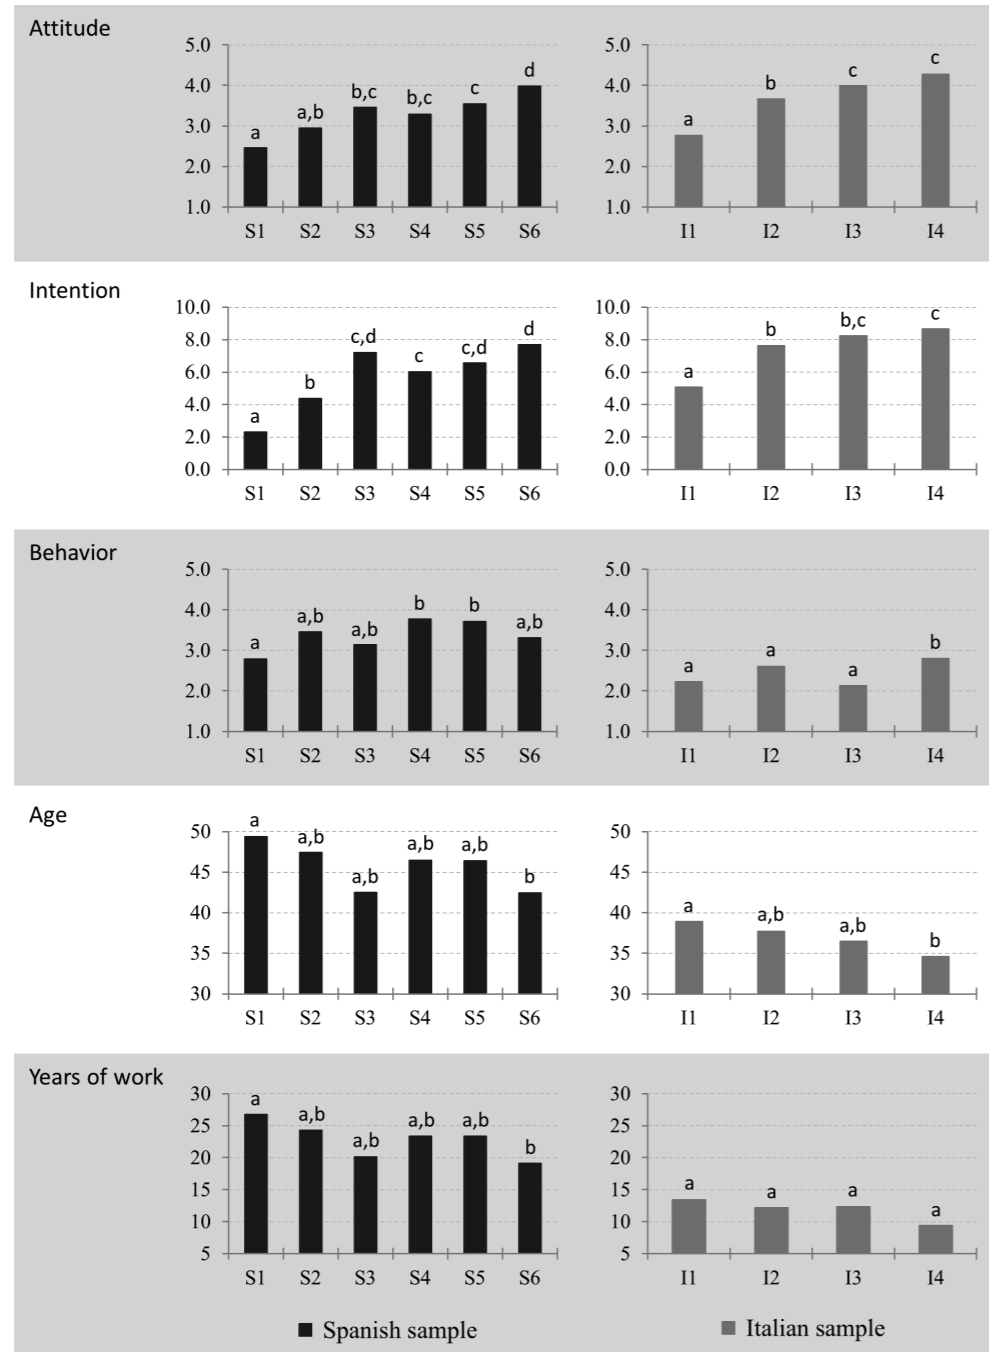 Attitude
5.0 4.0 3.0 2.0 1.0
a a,b b,c b,c c d
S1 S2 S3 S4 S5 S6
5.0 4.0 3.0 2.0 1.0
a b c c
I1 I2 I3 I4
Intention
10.0 8.0 6.0 4.0 2.0 0.0
a b c,d c c,d d
S1 S2 S3 S4 S5 S6
10.0 8.0 6.0 4.0 2.0 0.0
a b b,c c
I1 I2 I3 I4
Behavior
5.0 4.0 3.0 2.0 1.0
a a,b a,b b b a,b
S1 S2 S3 S4 S5 S6
5.0 4.0 3.0 2.0 1.0
a a a b
I1 I2 I3 I4
Age
50 45 40 35 30
a a,b a,b a,b a,b b
S1 S2 S3 S4 S5 S6
50 45 40 35 30
a a,b a,b b
I1 I2 I3 I4
Years of work
30 25 20 15 10 5
a a,b a,b a,b a,b b
S1 S2 S3 S4 S5 S6
30 25 20 15 10 5
a a a a
I1 I2 I3 I4
Spanish sample
Italian sample